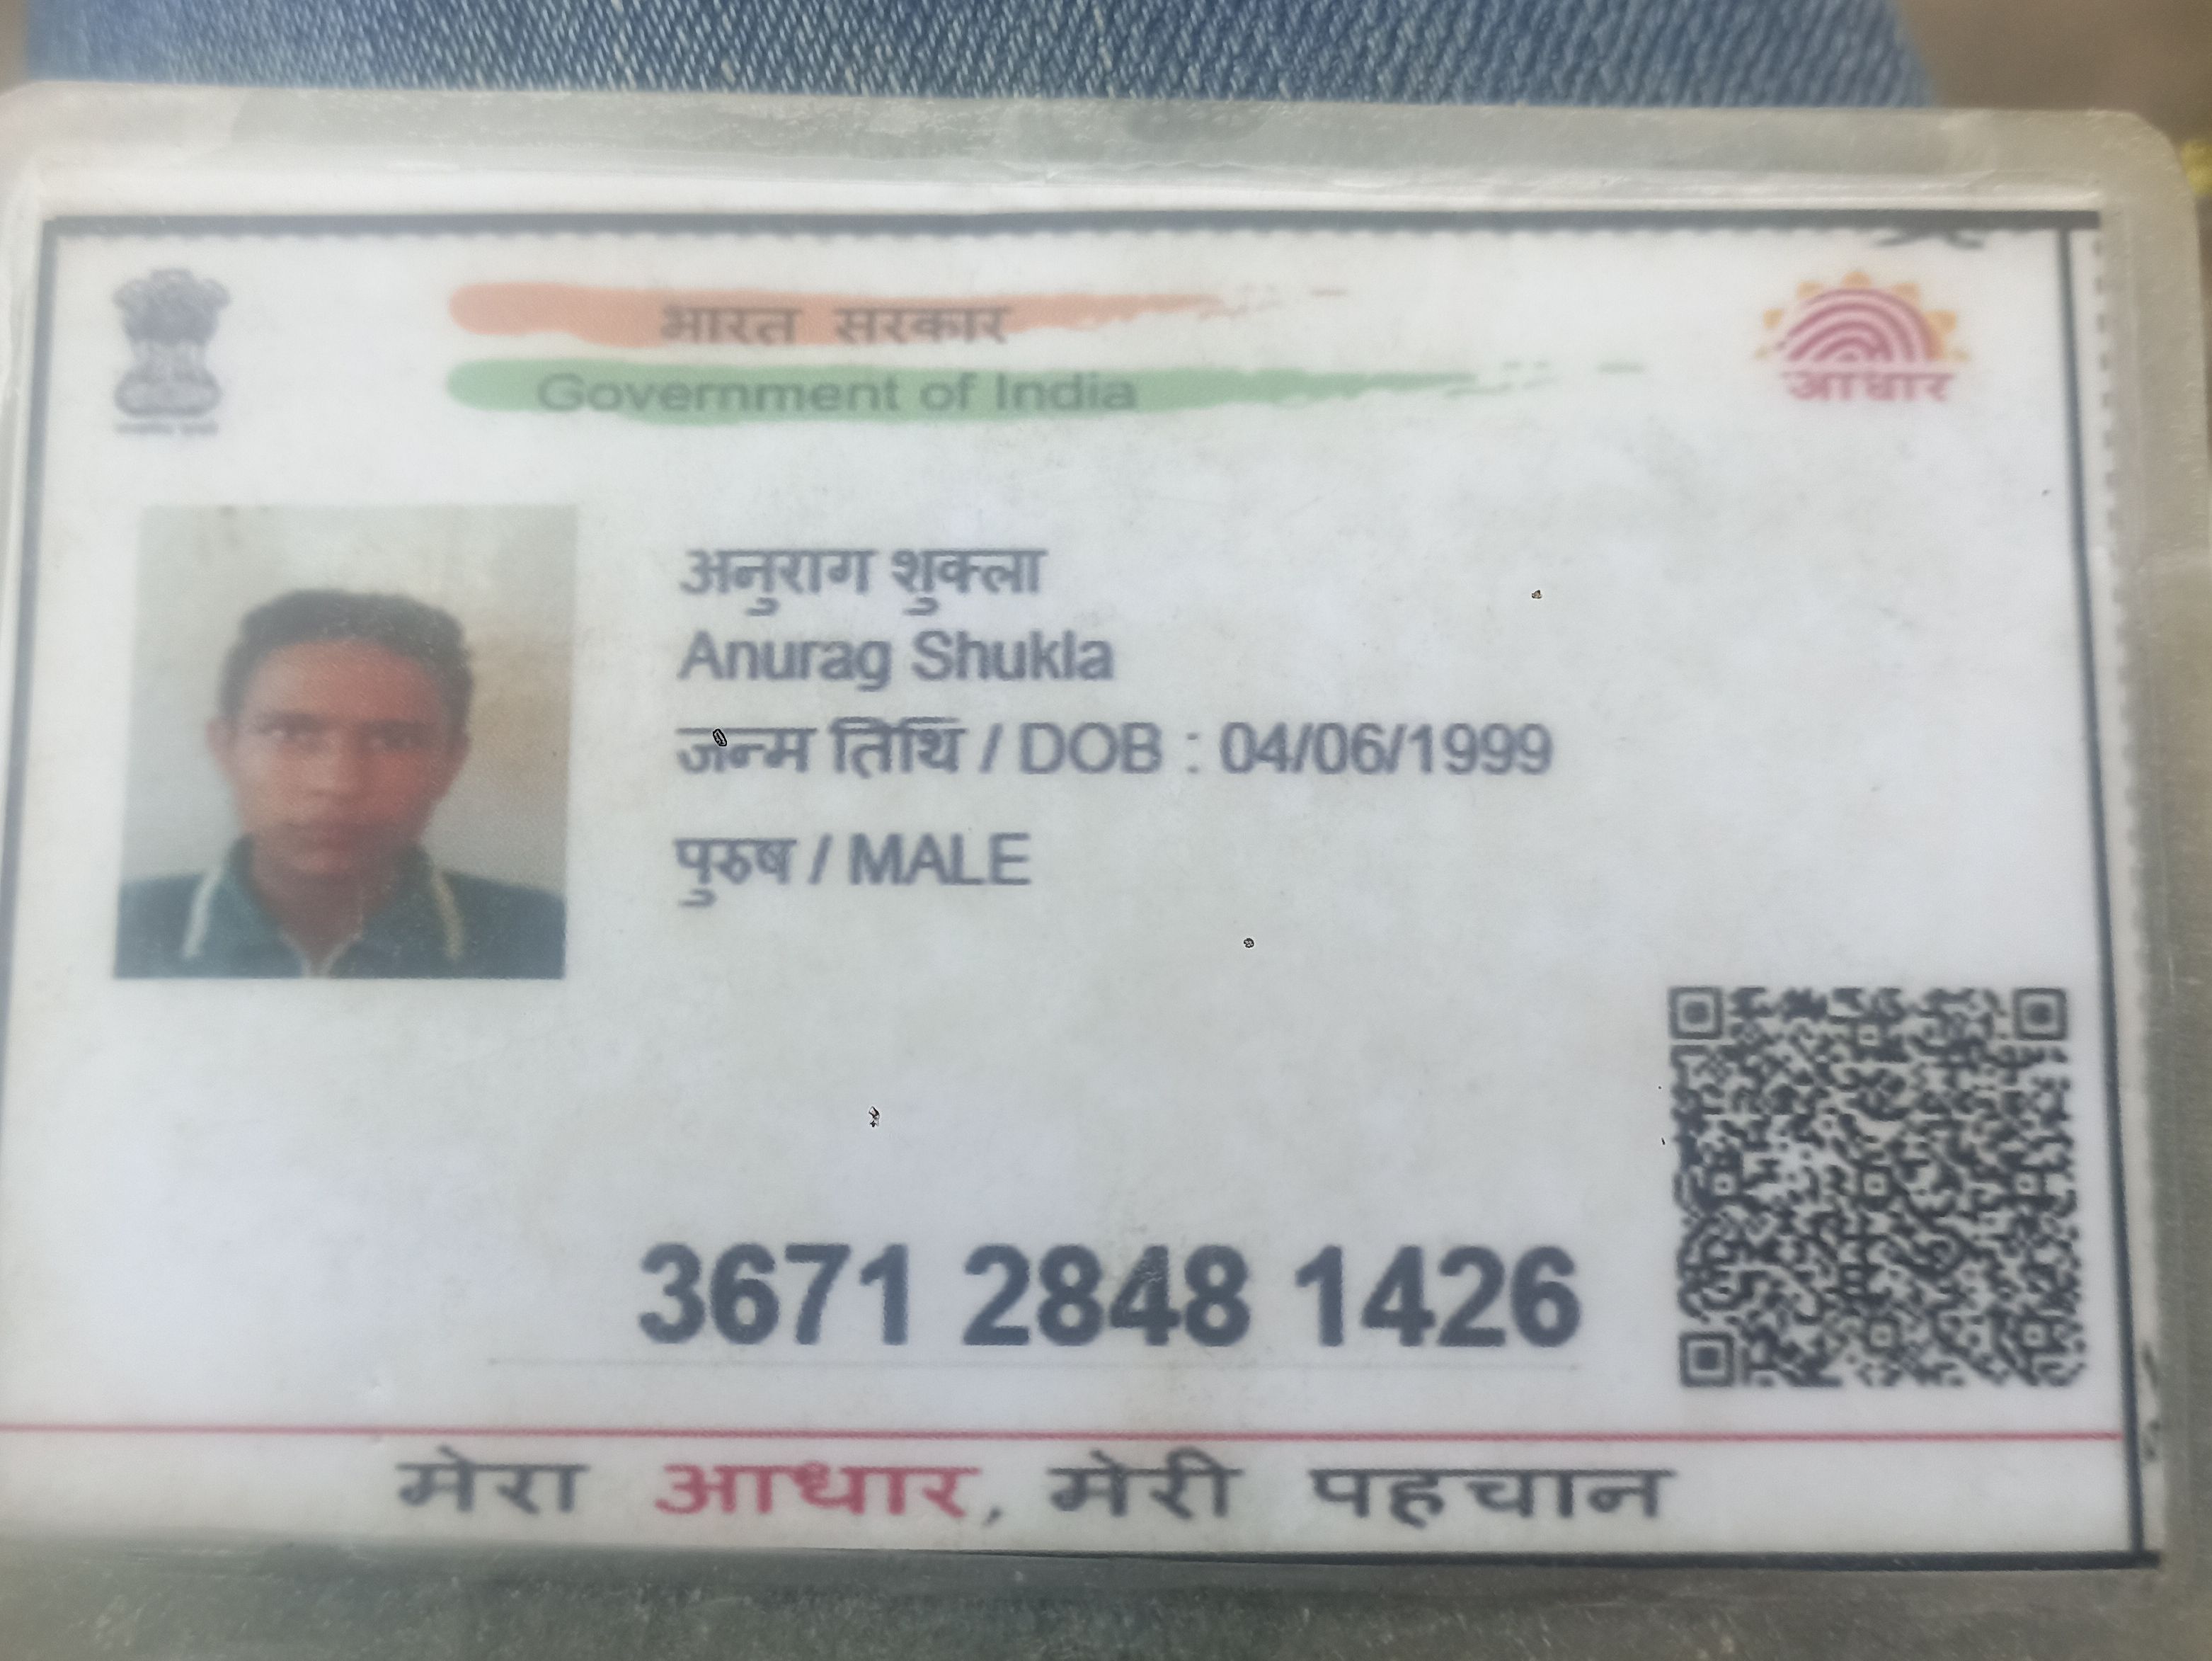 भारत सरकार
Government of India
आधार
अनुराग शुक्ला
Anurag Shukla
जन्म तिथि / DOB : 04/06/1999
पुरुष / MALE
3671 2848 1426
मेरा आधार, मेरी पहचान